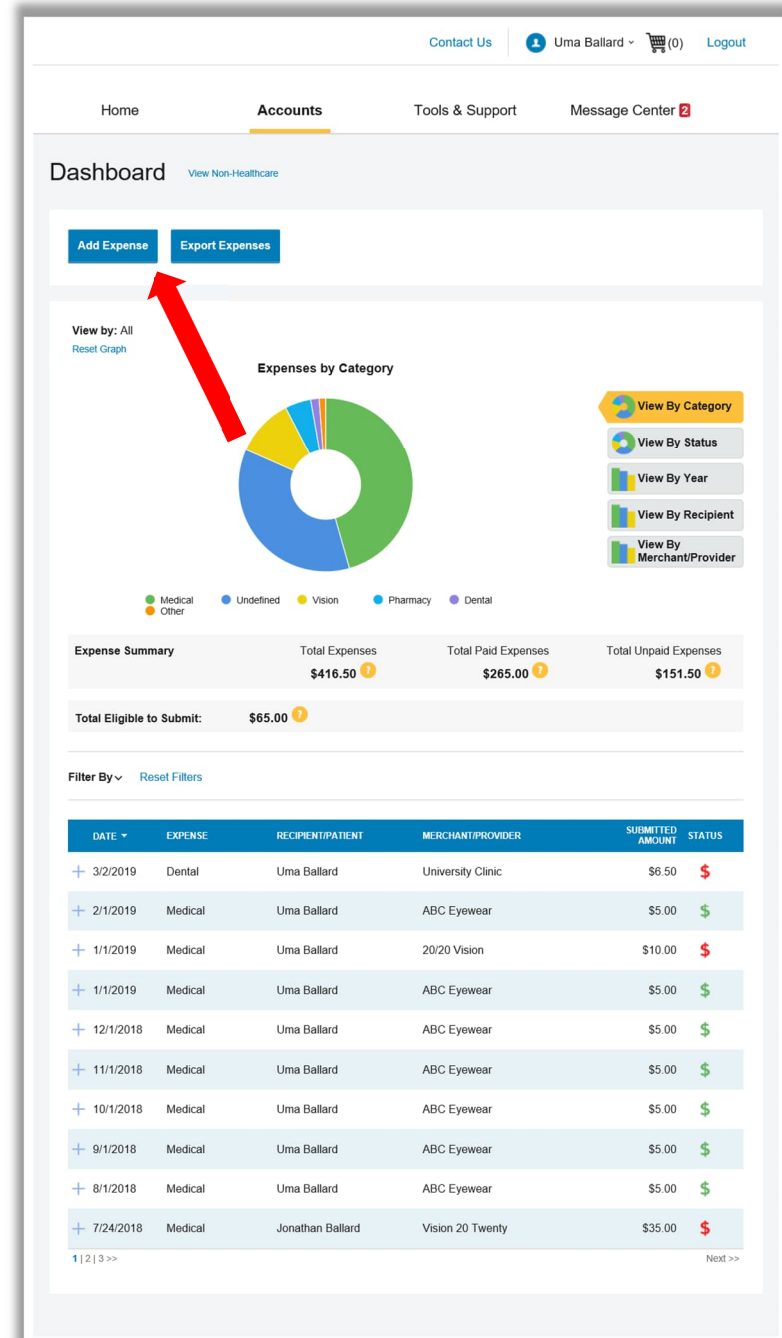 Contact Us Uma Ballard (0) Logout
Home Accounts Tools & Support Message Center 2
Dashboard View Non-Healthcare
Add Expense Export Expenses
View by: All
Reset Graph
Expenses by Category
View By Category
View By Status
View By Year
View By Recipient
View By
Merchant/Provider
Medical Undefined Vision Pharmacy Dental
Other
Expense Summary Total Expenses Total Paid Expenses Total Unpaid Expenses
$416.50 ? $265.00 ? $151.50 ?
Total Eligible to Submit: $65.00 ?
Filter By Reset Filters
DATE EXPENSE RECIPIENT/PATIENT MERCHANT/PROVIDER SUBMITTED AMOUNT STATUS
+ 3/2/2019 Dental Uma Ballard University Clinic $6.50 $
+ 2/1/2019 Medical Uma Ballard ABC Eyewear $5.00 $
+ 1/1/2019 Medical Uma Ballard 20/20 Vision $10.00 $
+ 1/1/2019 Medical Uma Ballard ABC Eyewear $5.00 $
+ 12/1/2018 Medical Uma Ballard ABC Eyewear $5.00 $
+ 11/1/2018 Medical Uma Ballard ABC Eyewear $5.00 $
+ 10/1/2018 Medical Uma Ballard ABC Eyewear $5.00 $
+ 9/1/2018 Medical Uma Ballard ABC Eyewear $5.00 $
+ 8/1/2018 Medical Uma Ballard ABC Eyewear $5.00 $
+ 7/24/2018 Medical Jonathan Ballard Vision 20 Twenty $35.00 $
1 | 2 | 3 >> Next >>